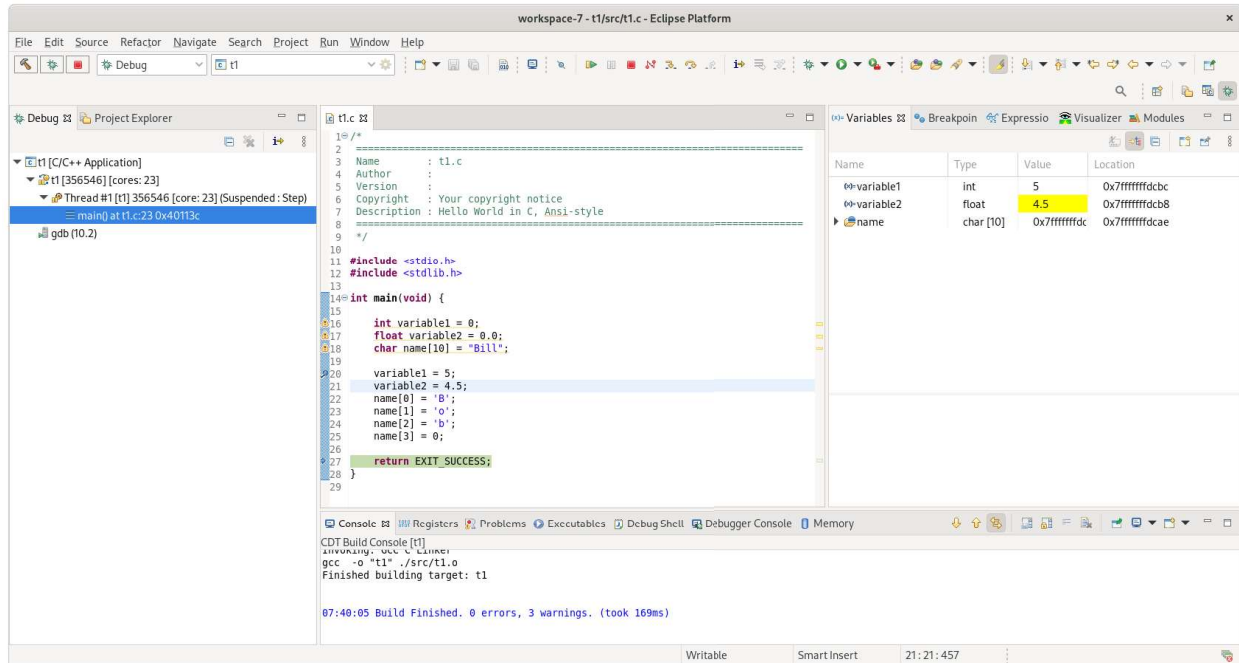 workspace-7 - t1/src/t1.c - Eclipse Platform
File Edit Source Refactor Navigate Search Project Run Window Help
Debug
t1
Debug
Project Explorer
t1 [C/C++ Application]
t1 [356546] [cores: 23]
Thread #1 [t1] 356546 [core: 23] (Suspended : Step)
main() at t1.c:23 0x40113c
gdb (10.2)
t1.c
1 /*
2 ============================================================================
3 Name : t1.c
4 Author :
5 Version :
6 Copyright : Your copyright notice
7 Description : Hello World in C, Ansi-style
8 ============================================================================
9 */
10
11 #include <stdio.h>
12 #include <stdlib.h>
13
14 int main(void) {
15
16 int variable1 = 0;
17 float variable2 = 0.0;
18 char name[10] = "Bill";
19
20 variable1 = 5;
21 variable2 = 4.5;
22 name[0] = 'B';
23 name[1] = 'o';
24 name[2] = 'b';
25 name[3] = 0;
26
27 return EXIT_SUCCESS;
28 }
29
Variables Breakpoin Expressio Visualizer Modules
Name Type Value Location
variable1 int 5 0x7fffffffdcbc
variable2 float 4.5 0x7fffffffdcb8
name char [10] 0x7fffffffdc 0x7fffffffdcae
Console Registers Problems Executables Debug Shell Debugger Console Memory
CDT Build Console [t1]
Invoking: GCC C Linker
gcc -o "t1" ./src/t1.o
Finished building target: t1
07:40:05 Build Finished. 0 errors, 3 warnings. (took 169ms)
Writable Smart Insert 21 : 21 : 457